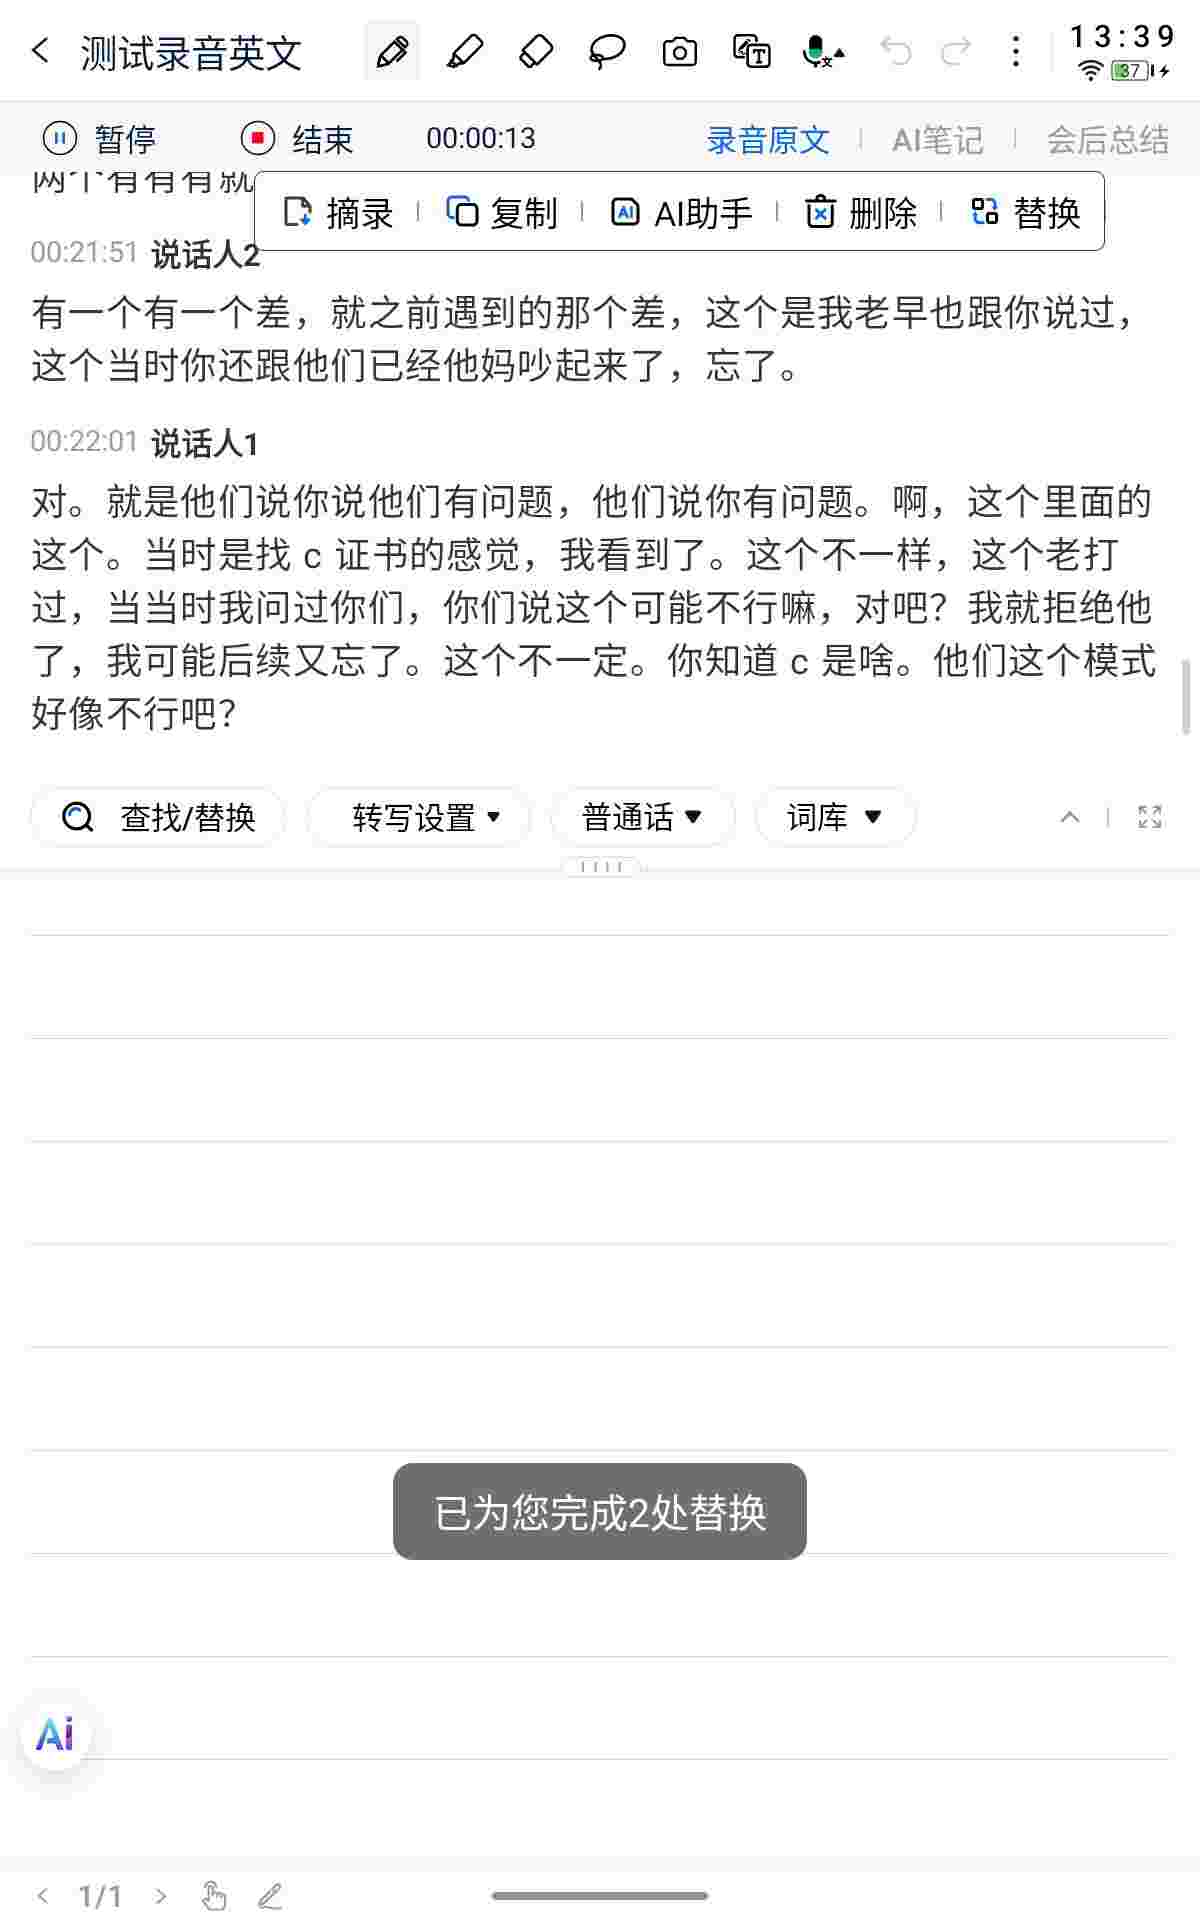 测试录音英文
13:39
37
暂停 结束 00:00:13 录音原文 AI笔记 会后总结
两个有有有就
摘录 复制 AI助手 删除 替换
00:21:51 说话人2
有一个有一个差，就之前遇到的那个差，这个是我老早也跟你说过，
这个当时你还跟他们已经他妈吵起来了，忘了。
00:22:01 说话人1
对。就是他们说你说他们有问题，他们说你有问题。啊，这个里面的
这个。当时是找 c 证书的感觉，我看到了。这个不一样，这个老打
过，当当时我问过你们，你们说这个可能不行嘛，对吧？我就拒绝他
了，我可能后续又忘了。这个不一定。你知道 c 是啥。他们这个模式
好像不行吧？
查找/替换 转写设置 普通话 词库
已为您完成2处替换
Ai
1/1